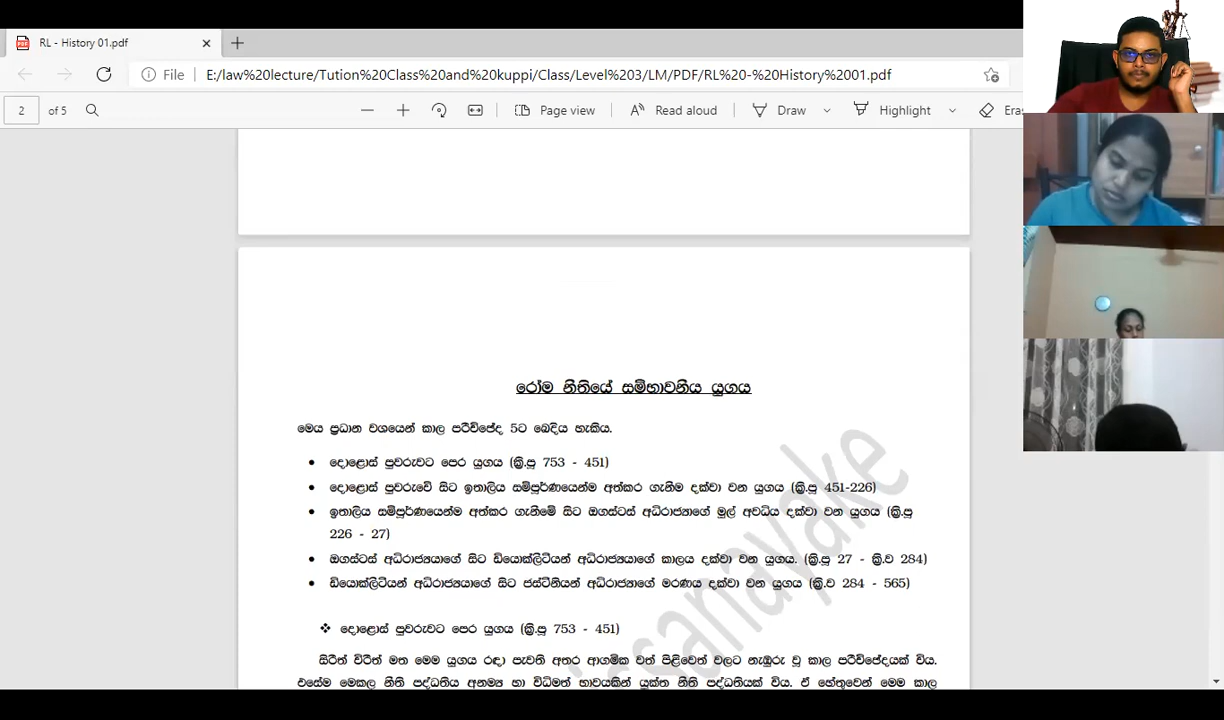 RL - History 01.pdf
File E:/law%20lecture/Tution%20Class%20and%20kuppi/Class/Level%203/LM/PDF/RL%20-%20History%2001.pdf
2 of 5 Page view Read aloud Draw Highlight Eras
රෝම නීතියේ සම්භාවනීය යුගය
මෙය ප්‍රධාන වශයෙන් කාල පරිච්ඡේද 5ට බෙදිය හැකිය.
• දොළොස් පුවරුවට පෙර යුගය (ක්‍රි.පූ 753 - 451)
• දොළොස් පුවරුවේ සිට ඉතාලිය සම්පූර්ණයෙන්ම අත්කර ගැනීම දක්වා වන යුගය (ක්‍රි.පූ 451-226)
• ඉතාලිය සම්පූර්ණයෙන්ම අත්කර ගැනීමේ සිට ඔගස්ටස් අධිරාජ්‍යාගේ මුල් අවධිය දක්වා වන යුගය (ක්‍රි.පූ
226 - 27)
• ඔගස්ටස් අධිරාජ්‍යයාගේ සිට ඩියොක්ලිටියන් අධිරාජ්‍යයාගේ කාලය දක්වා වන යුගය. (ක්‍රි.පූ 27 - ක්‍රි.ව 284)
• ඩියොක්ලිටියන් අධිරාජ්‍යයාගේ සිට ජස්ටිනියන් අධිරාජ්‍යාගේ මරණය දක්වා වන යුගය (ක්‍රි.ව 284 - 565)
❖ දොළොස් පුවරුවට පෙර යුගය (ක්‍රි.පූ 753 - 451)
සිරිත් විරිත් මත මෙම යුගය රඳා පැවති අතර ආගමික වත් පිළිවෙත් වලට නැඹුරු වූ කාල පරිච්ඡේදයක් විය.
එසේම මෙකල නීති පද්ධතිය අනම්‍ය හා විධිමත් භාවයකින් යුක්ත නීති පද්ධතියක් විය. ඒ හේතුවෙන් මෙම කාල
ssanayake